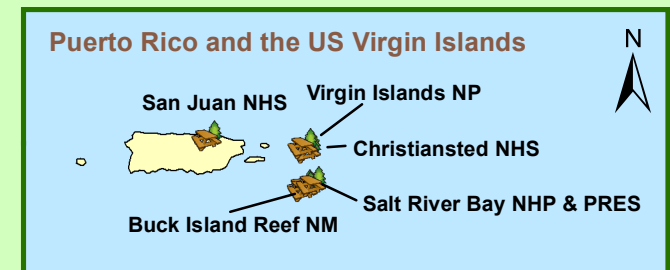 Puerto Rico and the US Virgin Islands
N
San Juan NHS
Virgin Islands NP
Christiansted NHS
Salt River Bay NHP & PRES
Buck Island Reef NM